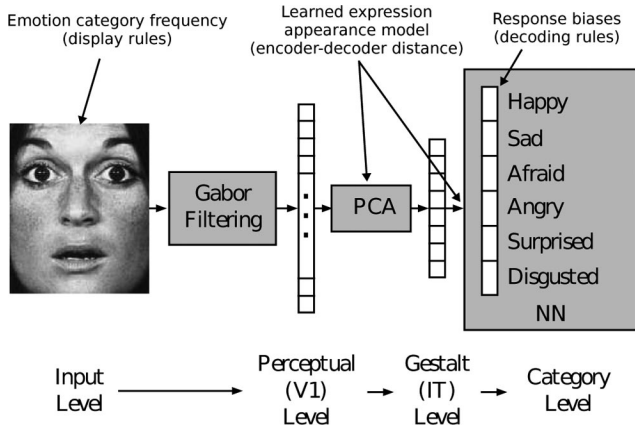 Emotion category frequency
(display rules)
Learned expression
appearance model
(encoder-decoder distance)
Response biases
(decoding rules)
Gabor
Filtering
PCA
Happy
Sad
Afraid
Angry
Surprised
Disgusted
NN
Input
Level
Perceptual
(V1)
Level
Gestalt
(IT)
Level
Category
Level